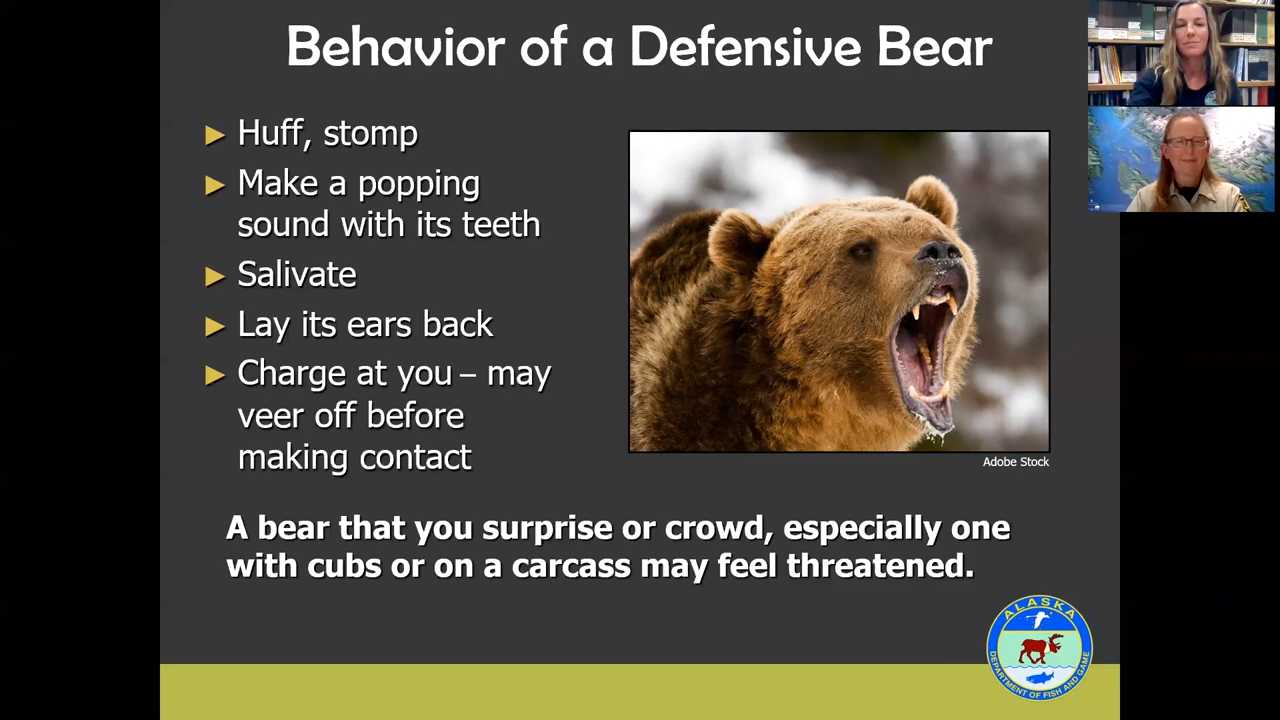 Behavior of a Defensive Bear
► Huff, stomp
► Make a popping
sound with its teeth
► Salivate
► Lay its ears back
► Charge at you – may
veer off before
making contact
Adobe Stock
A bear that you surprise or crowd, especially one
with cubs or on a carcass may feel threatened.
ALASKA
DEPARTMENT OF FISH AND GAME